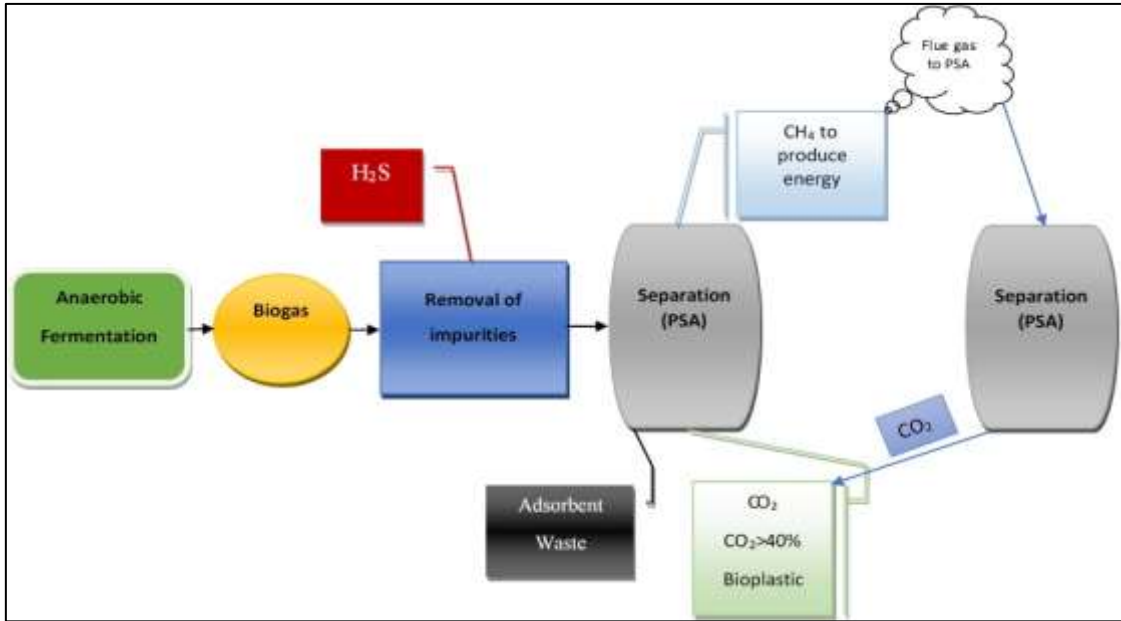 Flue gas
to PSA
CH₄ to
produce
energy
H₂S
Anaerobic
Fermentation
Biogas
Removal of
impurities
Separation
(PSA)
Separation
(PSA)
CO₂
Adsorbent
Waste
CO₂
CO₂>40%
Bioplastic